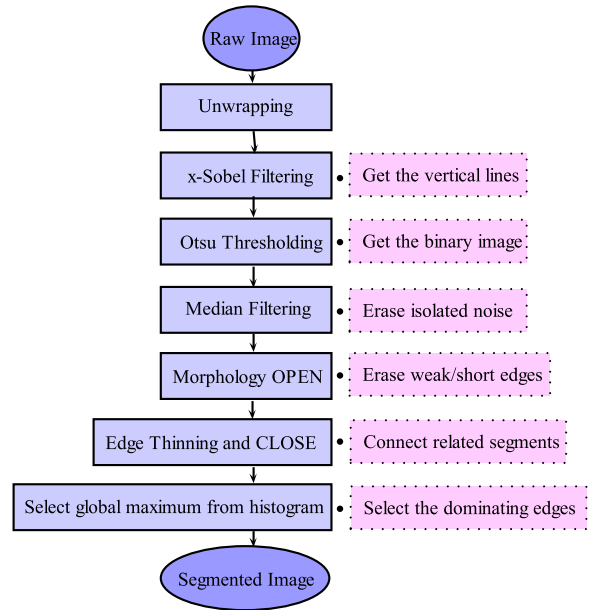 Raw Image
Unwrapping
x-Sobel Filtering
Get the vertical lines
Otsu Thresholding
Get the binary image
Median Filtering
Erase isolated noise
Morphology OPEN
Erase weak/short edges
Edge Thinning and CLOSE
Connect related segments
Select global maximum from histogram
Select the dominating edges
Segmented Image